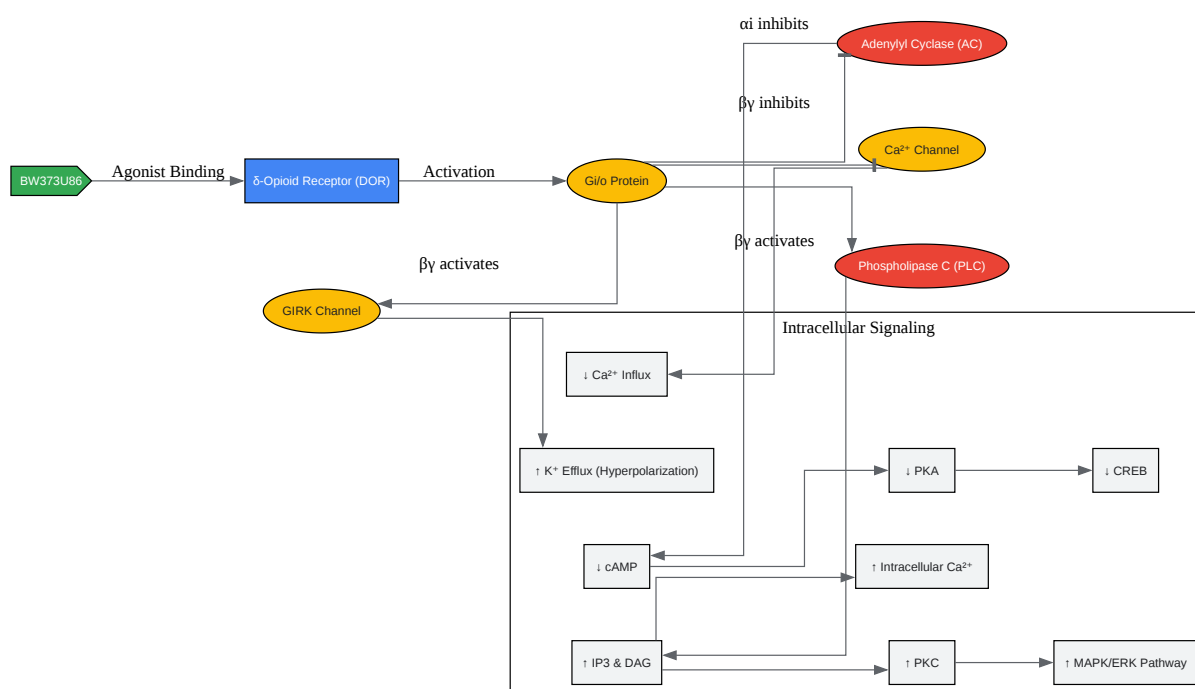 αi inhibits
Adenylyl Cyclase (AC)
βγ inhibits
Ca²⁺ Channel
BW373U86
Agonist Binding
δ-Opioid Receptor (DOR)
Activation
Gi/o Protein
βγ activates
Phospholipase C (PLC)
βγ activates
GIRK Channel
Intracellular Signaling
↓ Ca²⁺ Influx
↑ K⁺ Efflux (Hyperpolarization)
↓ PKA
↓ CREB
↓ cAMP
↑ Intracellular Ca²⁺
↑ IP3 & DAG
↑ PKC
↑ MAPK/ERK Pathway